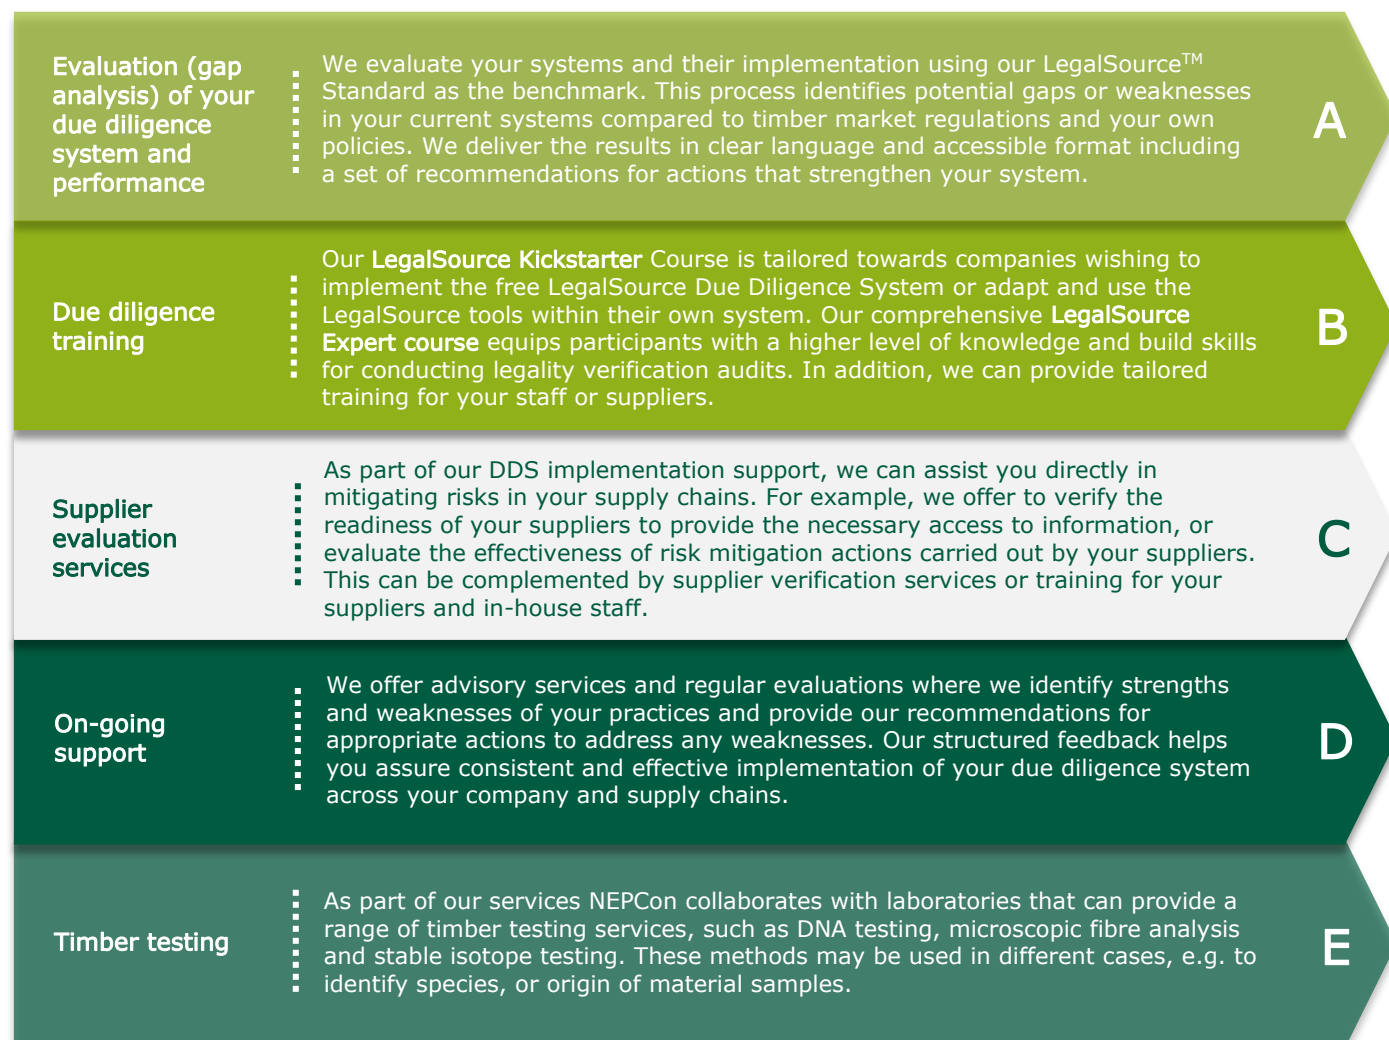 Evaluation (gap
analysis) of your
due diligence
system and
performance
We evaluate your systems and their implementation using our LegalSource™
Standard as the benchmark. This process identifies potential gaps or weaknesses
in your current systems compared to timber market regulations and your own
policies. We deliver the results in clear language and accessible format including
a set of recommendations for actions that strengthen your system.
A
Due diligence
training
Our LegalSource Kickstarter Course is tailored towards companies wishing to
implement the free LegalSource Due Diligence System or adapt and use the
LegalSource tools within their own system. Our comprehensive LegalSource
Expert course equips participants with a higher level of knowledge and build skills
for conducting legality verification audits. In addition, we can provide tailored
training for your staff or suppliers.
B
Supplier
evaluation
services
As part of our DDS implementation support, we can assist you directly in
mitigating risks in your supply chains. For example, we offer to verify the
readiness of your suppliers to provide the necessary access to information, or
evaluate the effectiveness of risk mitigation actions carried out by your suppliers.
This can be complemented by supplier verification services or training for your
suppliers and in-house staff.
C
On-going
support
We offer advisory services and regular evaluations where we identify strengths
and weaknesses of your practices and provide our recommendations for
appropriate actions to address any weaknesses. Our structured feedback helps
you assure consistent and effective implementation of your due diligence system
across your company and supply chains.
D
Timber testing
As part of our services NEPCon collaborates with laboratories that can provide a
range of timber testing services, such as DNA testing, microscopic fibre analysis
and stable isotope testing. These methods may be used in different cases, e.g. to
identify species, or origin of material samples.
E